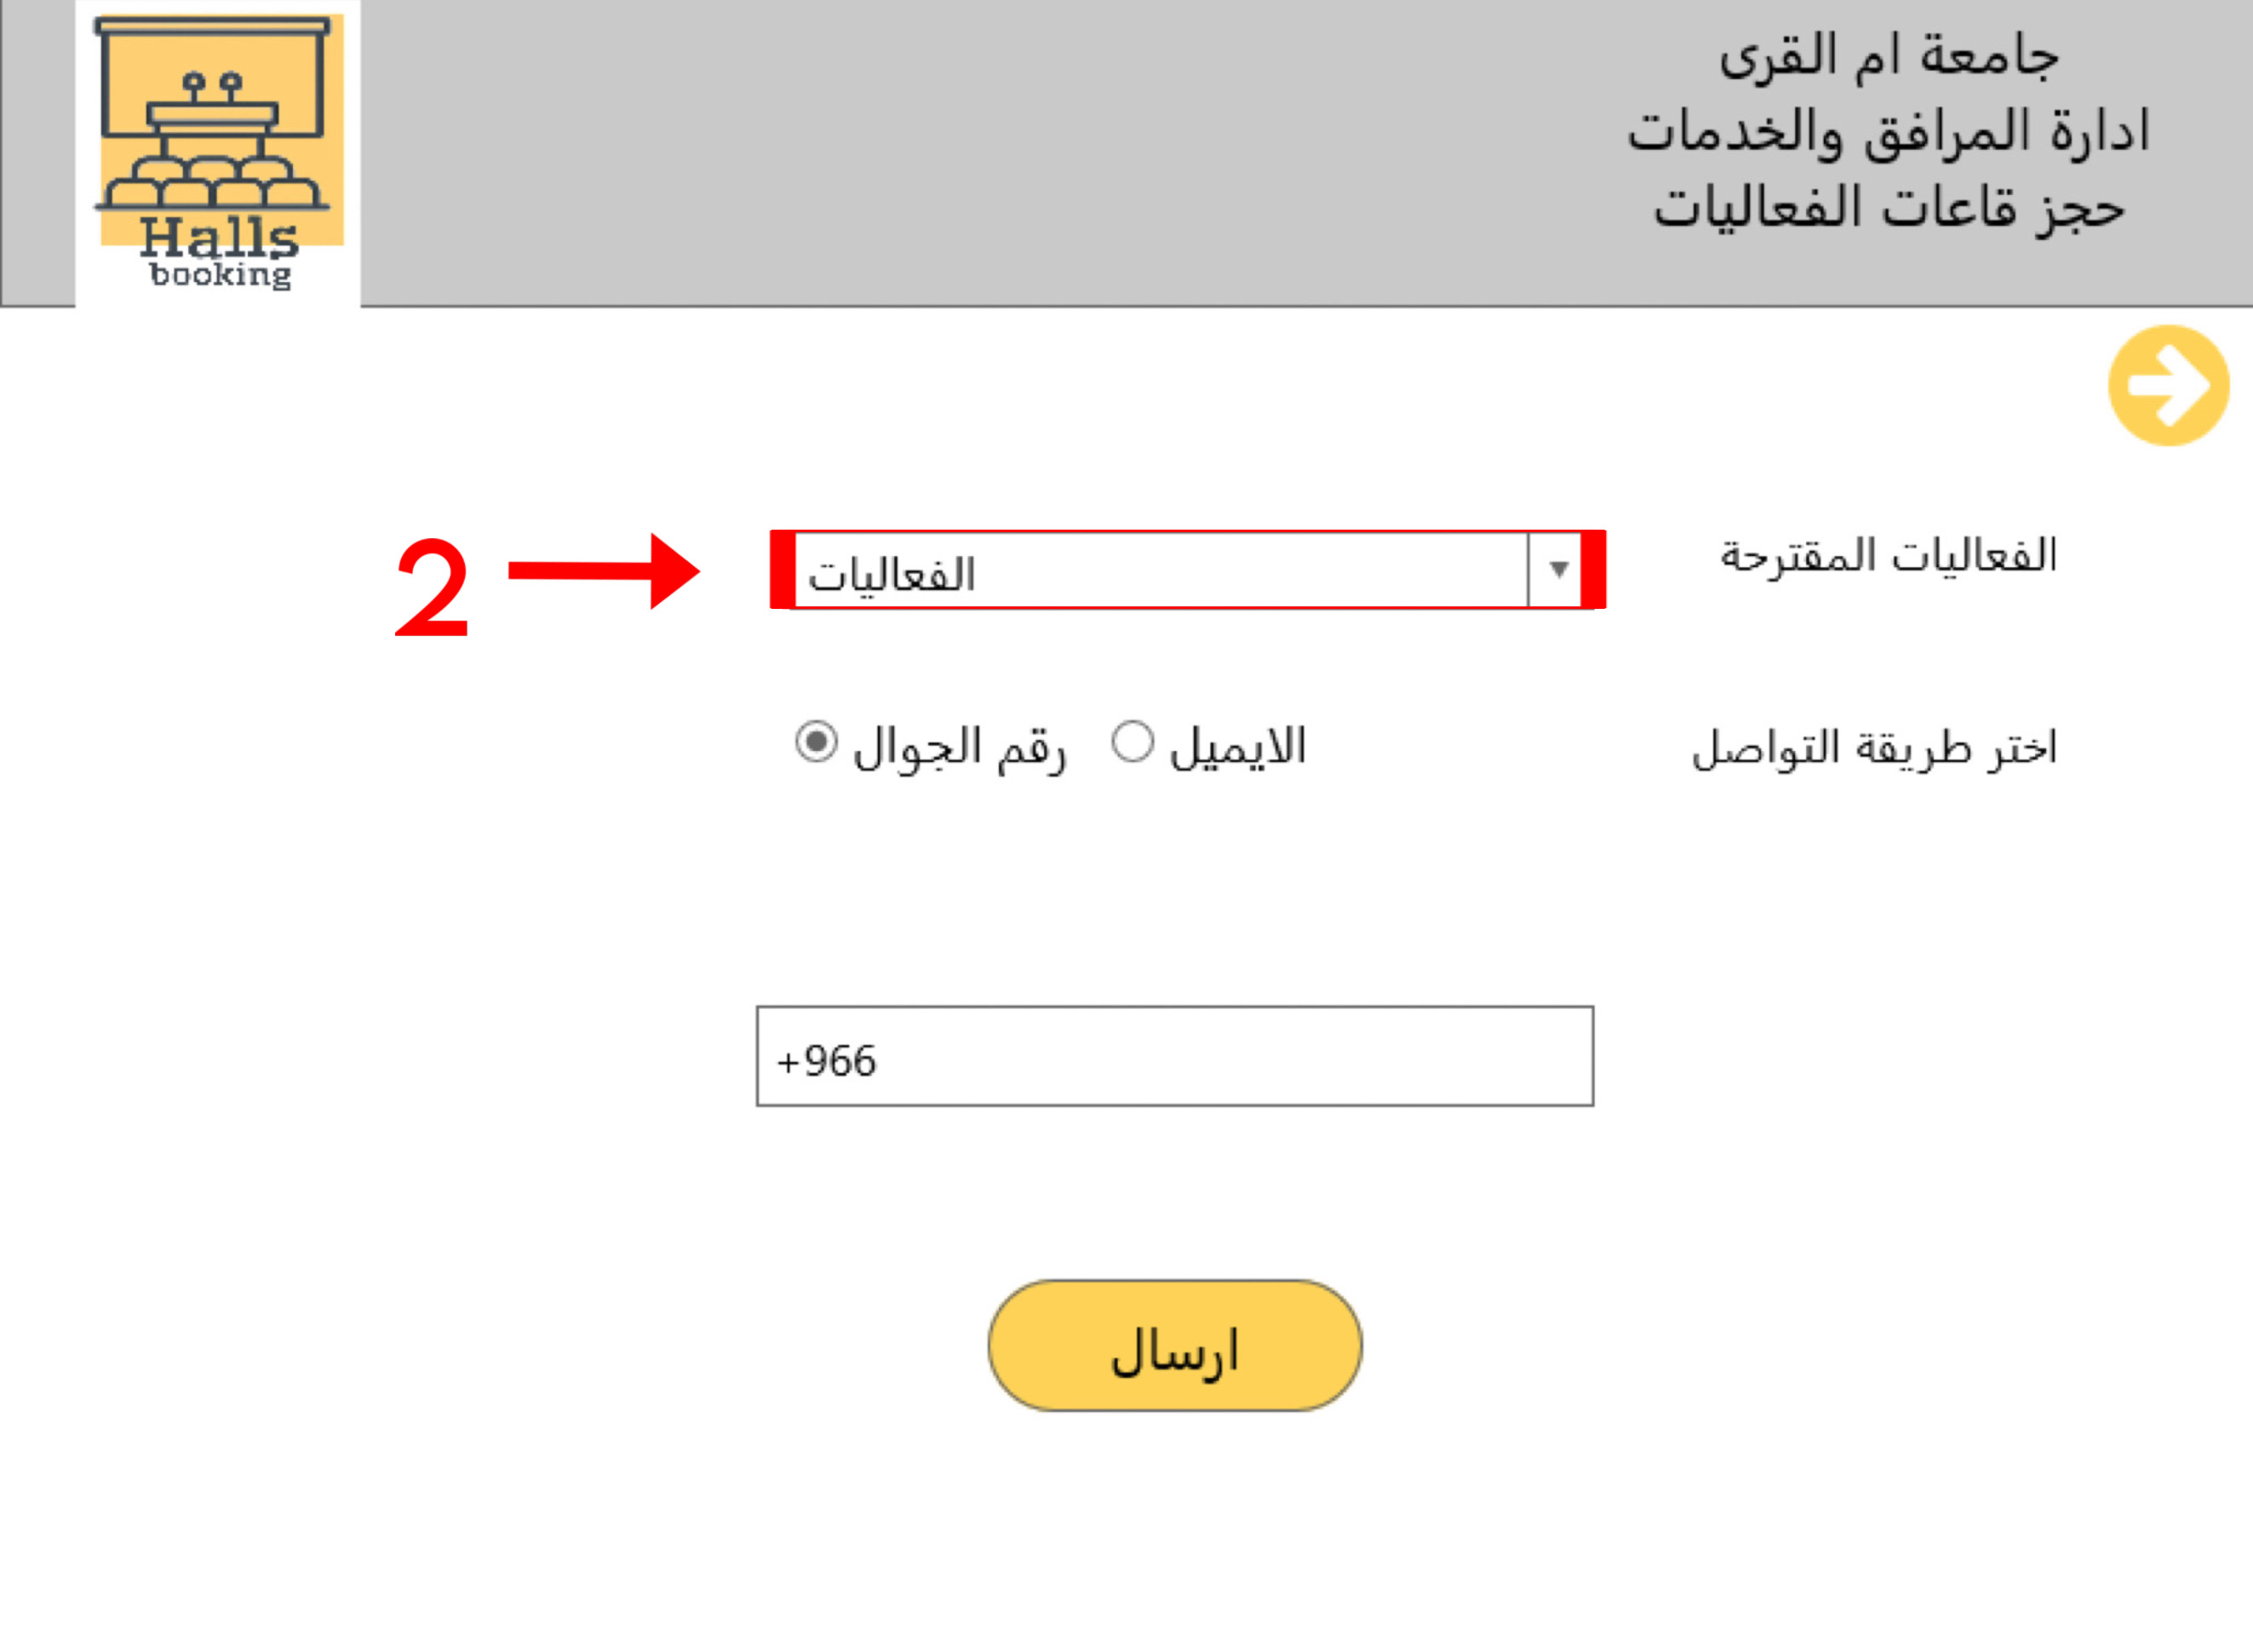 جامعة ام القرى
ادارة المرافق والخدمات
حجز قاعات الفعاليات
Halls
booking
الفعاليات المقترحة
الفعاليات
2
اختر طريقة التواصل
الايميل
رقم الجوال
+966
ارسال